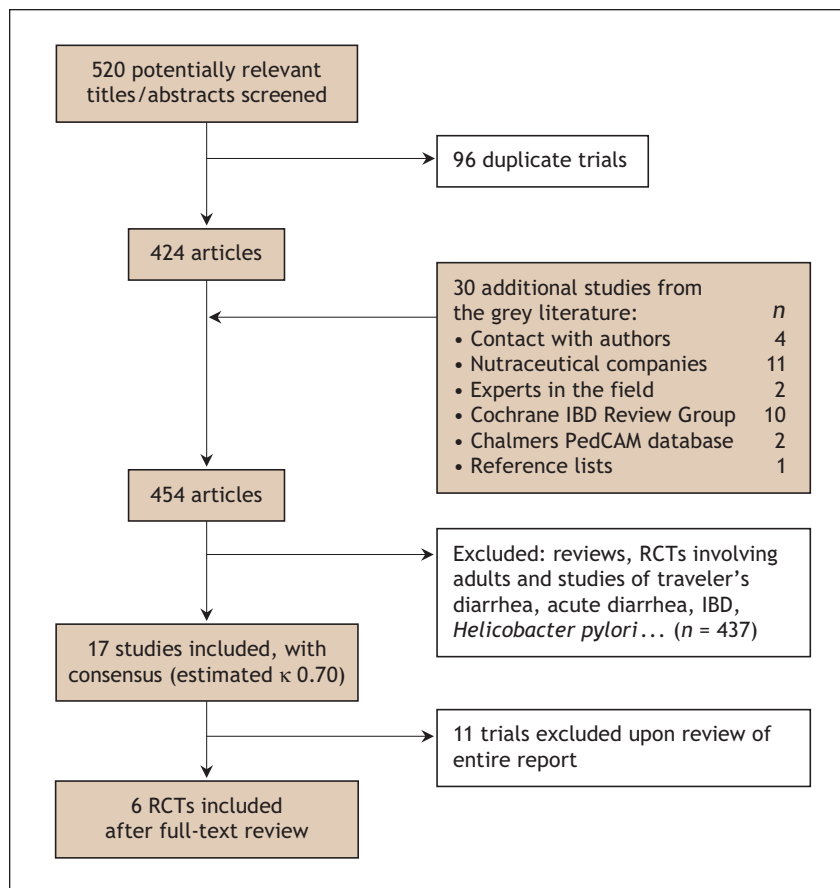 520 potentially relevant
titles/abstracts screened
96 duplicate trials
424 articles
30 additional studies from
the grey literature: n
• Contact with authors 4
• Nutraceutical companies 11
• Experts in the field 2
• Cochrane IBD Review Group 10
• Chalmers PedCAM database 2
• Reference lists 1
454 articles
Excluded: reviews, RCTs involving
adults and studies of traveler’s
diarrhea, acute diarrhea, IBD,
Helicobacter pylori... (n = 437)
17 studies included, with
consensus (estimated κ 0.70)
11 trials excluded upon review of
entire report
6 RCTs included
after full-text review